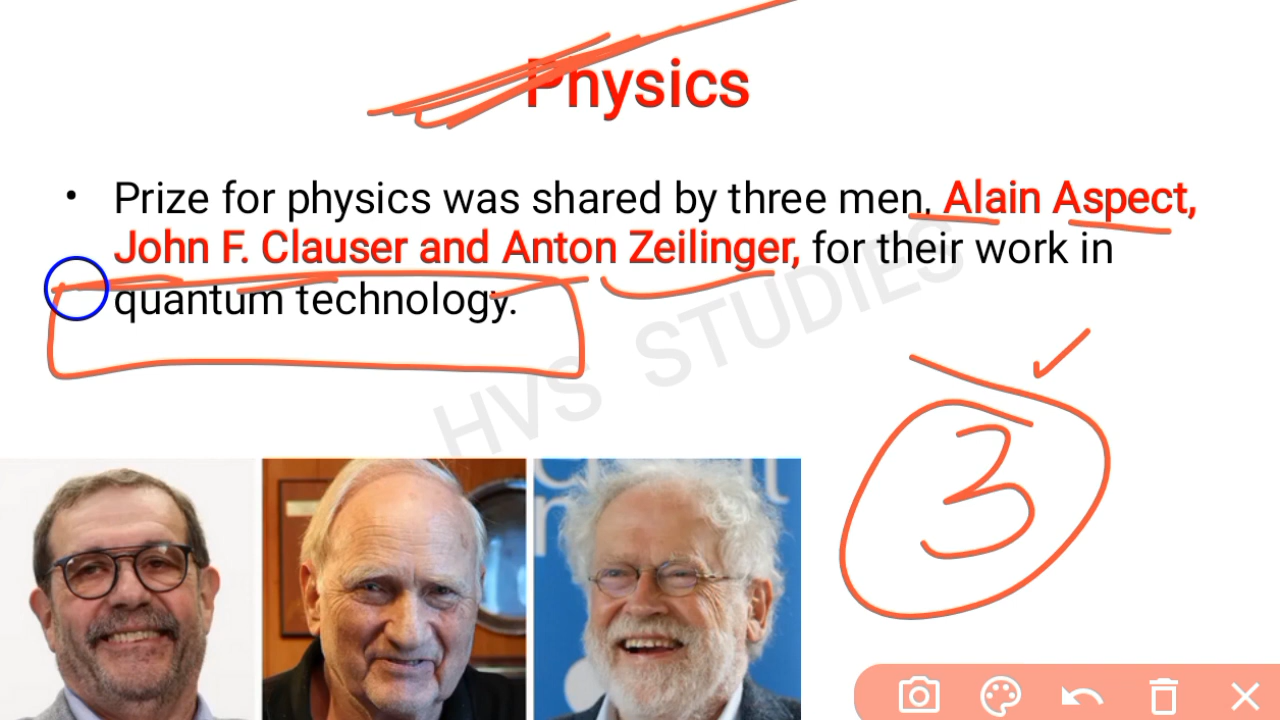 Physics
• Prize for physics was shared by three men, Alain Aspect,
John F. Clauser and Anton Zeilinger, for their work in
quantum technology.
HVS STUDIES
3